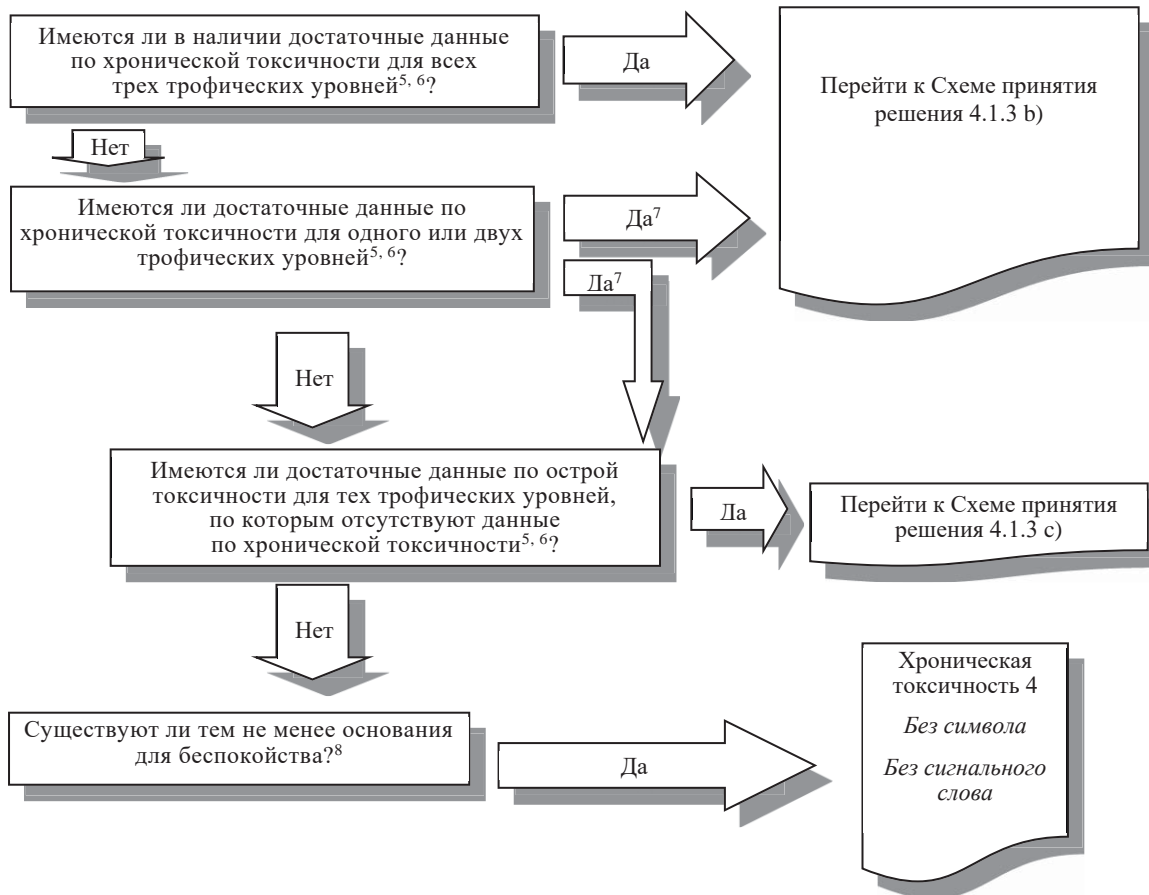 Имеются ли в наличии достаточные данные
по хронической токсичности для всех
трех трофических уровней⁵, ⁶?
Да
Перейти к Схеме принятия
решения 4.1.3 b)
Нет
Имеются ли достаточные данные по
хронической токсичности для одного или двух
трофических уровней⁵, ⁶?
Да⁷
Да⁷
Нет
Имеются ли достаточные данные по острой
токсичности для тех трофических уровней,
по которым отсутствуют данные
по хронической токсичности⁵, ⁶?
Да
Перейти к Схеме принятия
решения 4.1.3 c)
Нет
Существуют ли тем не менее основания
для беспокойства?⁸
Да
Хроническая
токсичность 4
Без символа
Без сигнального
слова